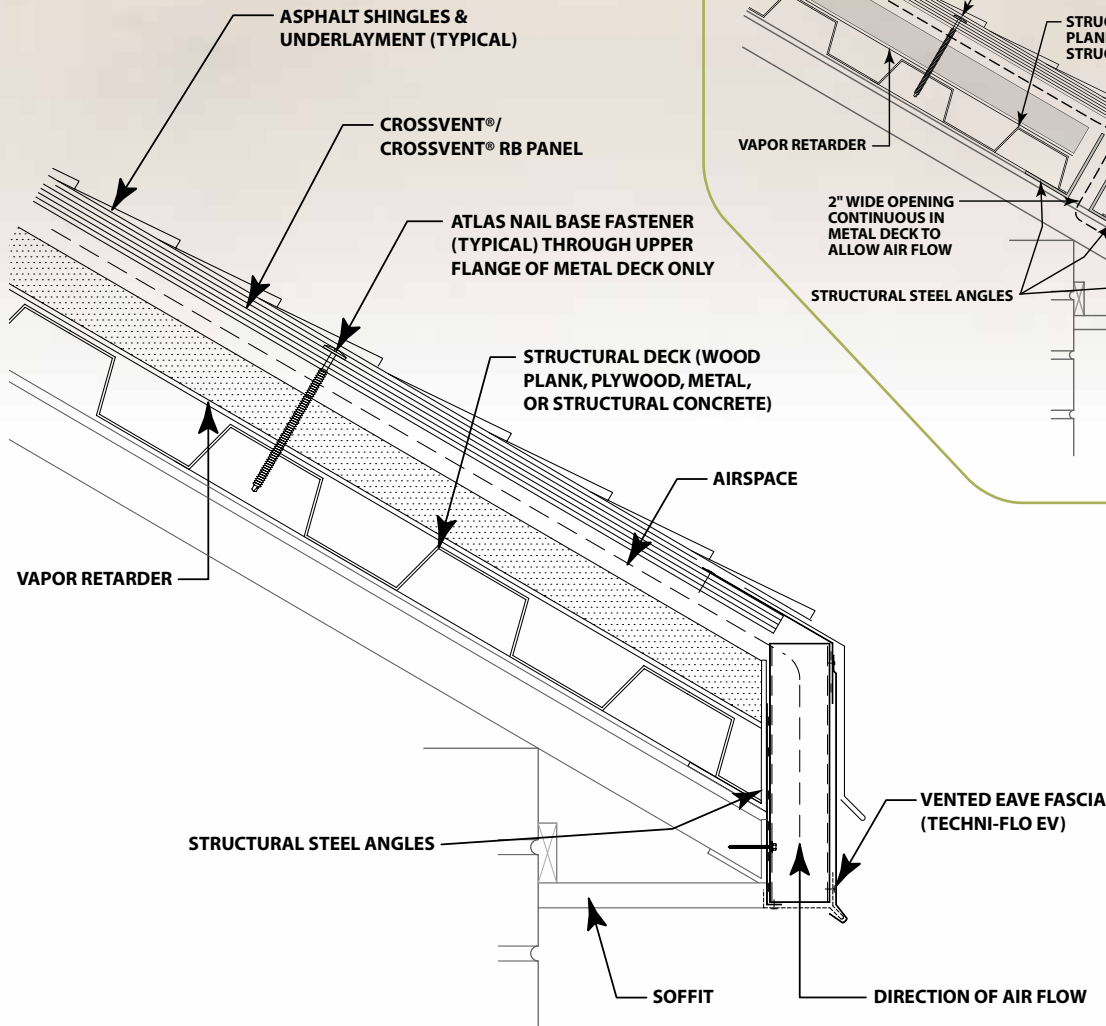 ASPHALT SHINGLES &
UNDERLAYMENT (TYPICAL)
CROSSVENT®/
CROSSVENT® RB PANEL
ATLAS NAIL BASE FASTENER
(TYPICAL) THROUGH UPPER
FLANGE OF METAL DECK ONLY
STRUCTURAL DECK (WOOD
PLANK, PLYWOOD, METAL,
OR STRUCTURAL CONCRETE)
AIRSPACE
VAPOR RETARDER
STRUCTURAL STEEL ANGLES
VENTED EAVE FASCIA
(TECHNI-FLO EV)
SOFFIT
DIRECTION OF AIR FLOW
STRUC
PLAN
STRUC
VAPOR RETARDER
2" WIDE OPENING
CONTINUOUS IN
METAL DECK TO
ALLOW AIR FLOW
STRUCTURAL STEEL ANGLES